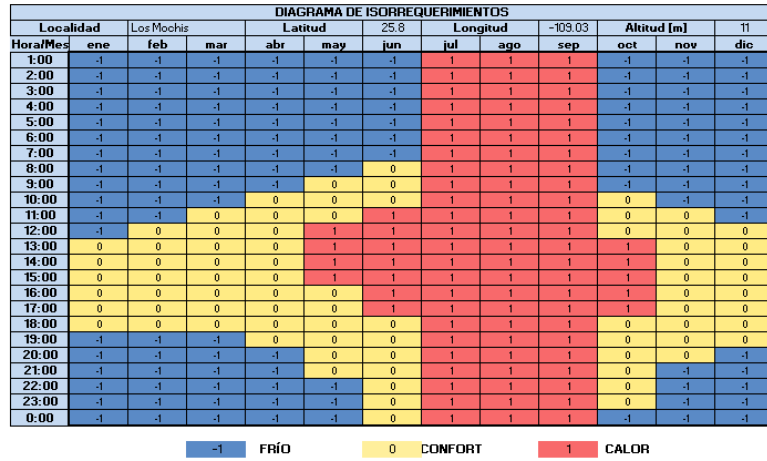 DIAGRAMA DE ISORREQUERIMIENTOS
Localidad Los Mochis Latitud 25.8 Longitud -109.03 Altitud [m] 11
Hora/Mes ene feb mar abr may jun jul ago sep oct nov dic
1:00 -1 -1 -1 -1 -1 -1 1 1 1 -1 -1 -1
2:00 -1 -1 -1 -1 -1 -1 1 1 1 -1 -1 -1
3:00 -1 -1 -1 -1 -1 -1 1 1 1 -1 -1 -1
4:00 -1 -1 -1 -1 -1 -1 1 1 1 -1 -1 -1
5:00 -1 -1 -1 -1 -1 -1 1 1 1 -1 -1 -1
6:00 -1 -1 -1 -1 -1 -1 1 1 1 -1 -1 -1
7:00 -1 -1 -1 -1 -1 -1 1 1 1 -1 -1 -1
8:00 -1 -1 -1 -1 -1 0 1 1 1 -1 -1 -1
9:00 -1 -1 -1 -1 0 0 1 1 1 -1 -1 -1
10:00 -1 -1 -1 0 0 0 1 1 1 0 -1 -1
11:00 -1 -1 0 0 0 1 1 1 1 0 0 -1
12:00 -1 0 0 0 1 1 1 1 1 0 0 0
13:00 0 0 0 0 1 1 1 1 1 1 0 0
14:00 0 0 0 0 1 1 1 1 1 1 0 0
15:00 0 0 0 0 1 1 1 1 1 1 0 0
16:00 0 0 0 0 0 1 1 1 1 1 0 0
17:00 0 0 0 0 0 1 1 1 1 1 0 0
18:00 0 0 0 0 0 0 1 1 1 0 0 0
19:00 -1 -1 -1 0 0 0 1 1 1 0 0 0
20:00 -1 -1 -1 -1 0 0 1 1 1 0 0 -1
21:00 -1 -1 -1 -1 0 0 1 1 1 0 -1 -1
22:00 -1 -1 -1 -1 -1 0 1 1 1 0 -1 -1
23:00 -1 -1 -1 -1 -1 0 1 1 1 0 -1 -1
0:00 -1 -1 -1 -1 -1 0 1 1 1 -1 -1 -1
-1 FRÍO 0 CONFORT 1 CALOR